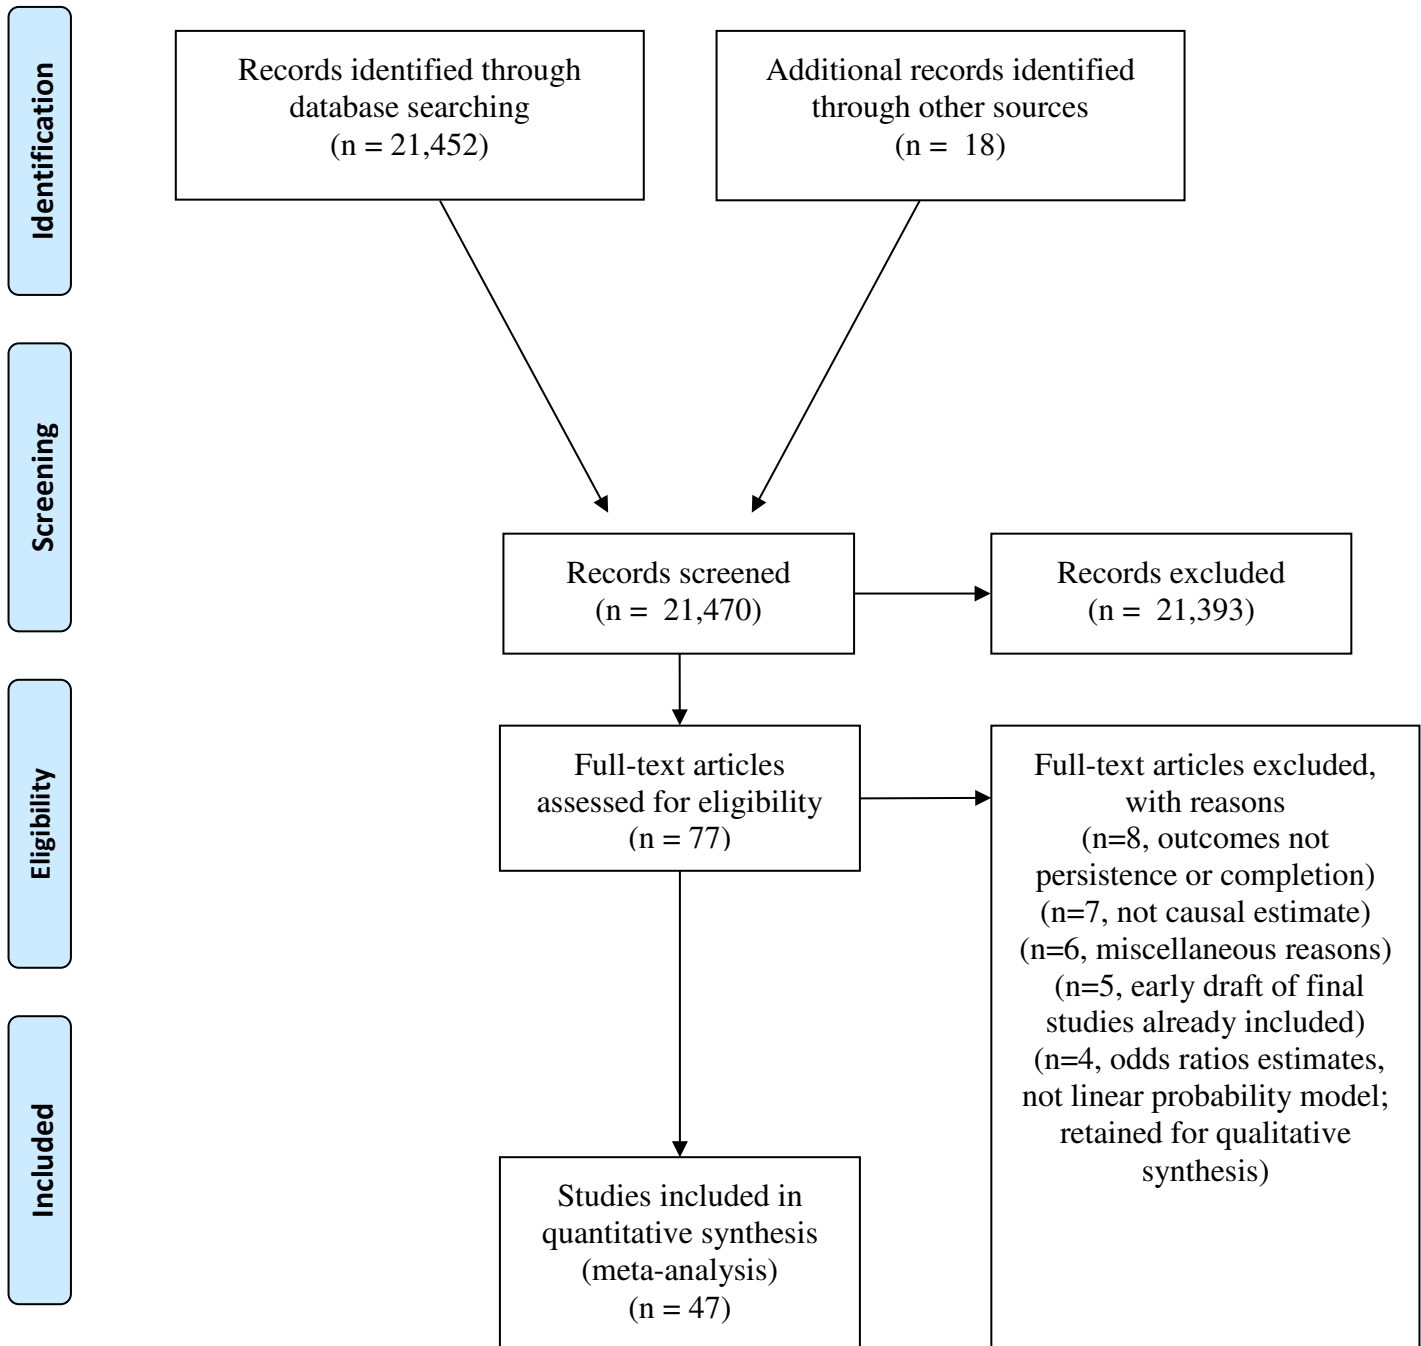 Identification
Records identified through
database searching
(n = 21,452)
Additional records identified
through other sources
(n =  18)
Screening
Records screened
(n =  21,470)
Records excluded
(n =  21,393)
Eligibility
Full-text articles
assessed for eligibility
(n = 77)
Full-text articles excluded,
with reasons
(n=8, outcomes not
persistence or completion)
(n=7, not causal estimate)
(n=6, miscellaneous reasons)
(n=5, early draft of final
studies already included)
(n=4, odds ratios estimates,
not linear probability model;
retained for qualitative
synthesis)
Included
Studies included in
quantitative synthesis
(meta-analysis)
(n = 47)